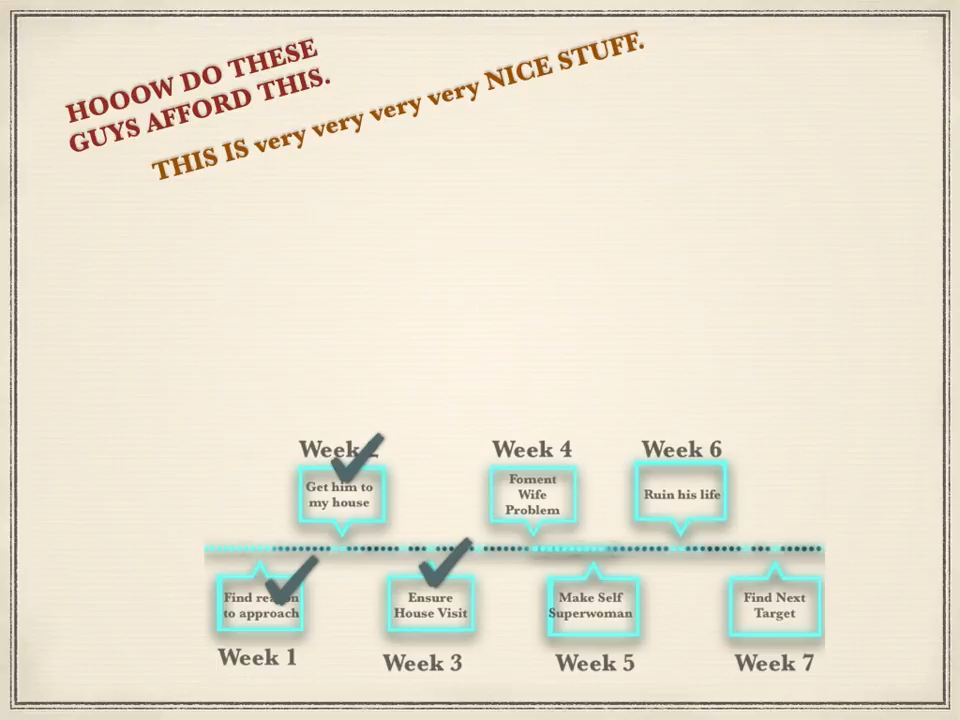 HOOOW DO THESE
GUYS AFFORD THIS.
THIS IS very very very very NICE STUFF.
Week 2
Week 4
Week 6
Get him to
my house
Foment
Wife
Problem
Ruin his life
Find reason
to approach
Ensure
House Visit
Make Self
Superwoman
Find Next
Target
Week 1
Week 3
Week 5
Week 7